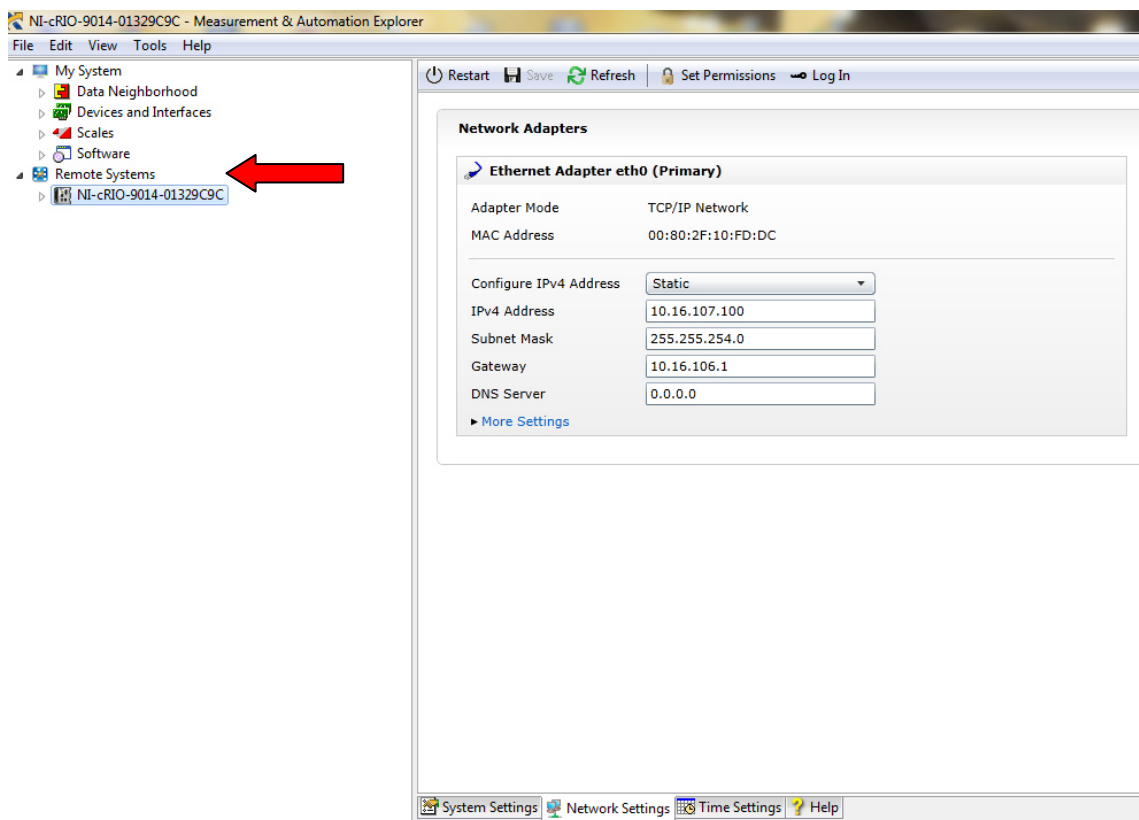 NI-cRIO-9014-01329C9C - Measurement & Automation Explorer
File Edit View Tools Help
My System
Data Neighborhood
Devices and Interfaces
Scales
Software
Remote Systems
NI-cRIO-9014-01329C9C
Restart Save Refresh Set Permissions Log In
Network Adapters
Ethernet Adapter eth0 (Primary)
Adapter Mode TCP/IP Network
MAC Address 00:80:2F:10:FD:DC
Configure IPv4 Address Static
IPv4 Address 10.16.107.100
Subnet Mask 255.255.254.0
Gateway 10.16.106.1
DNS Server 0.0.0.0
More Settings
System Settings Network Settings Time Settings Help